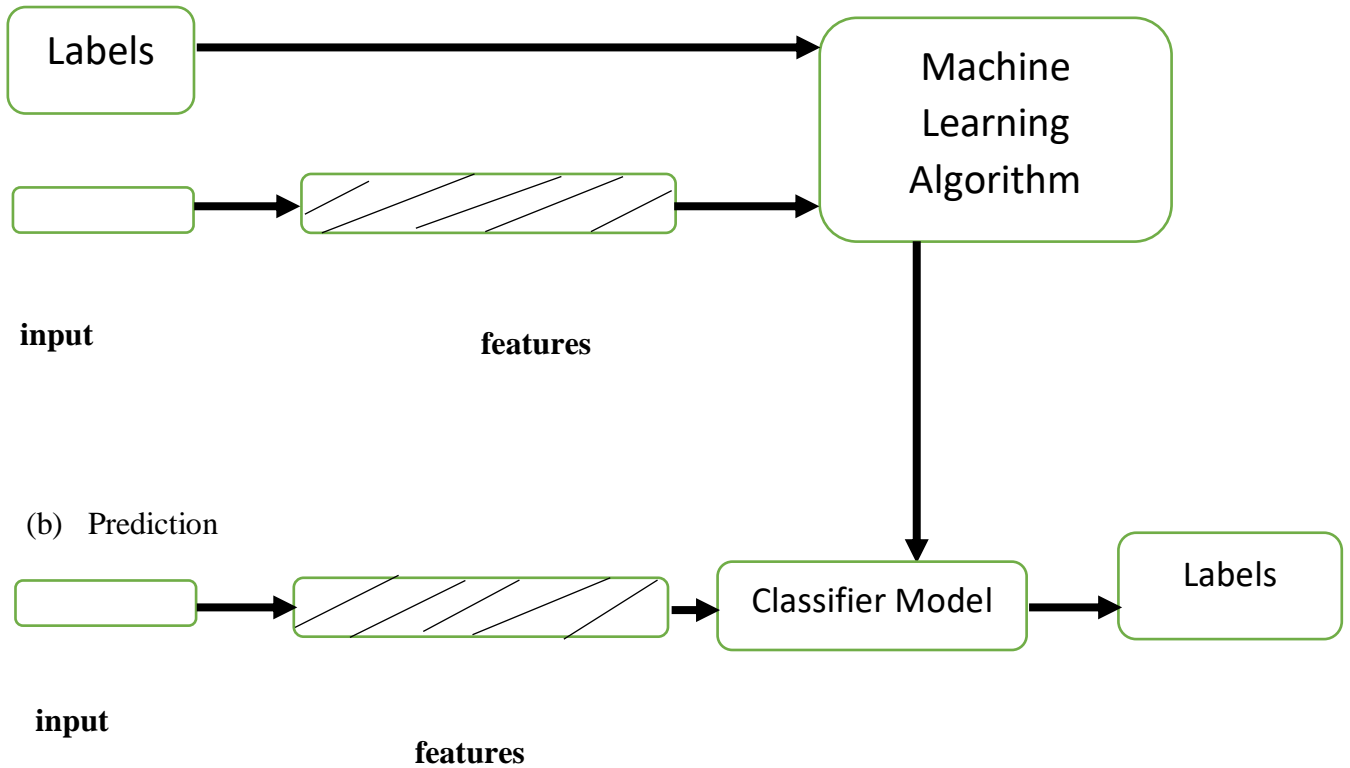 Labels
Machine
Learning
Algorithm
input
features
(b) Prediction
Classifier Model
Labels
input
features